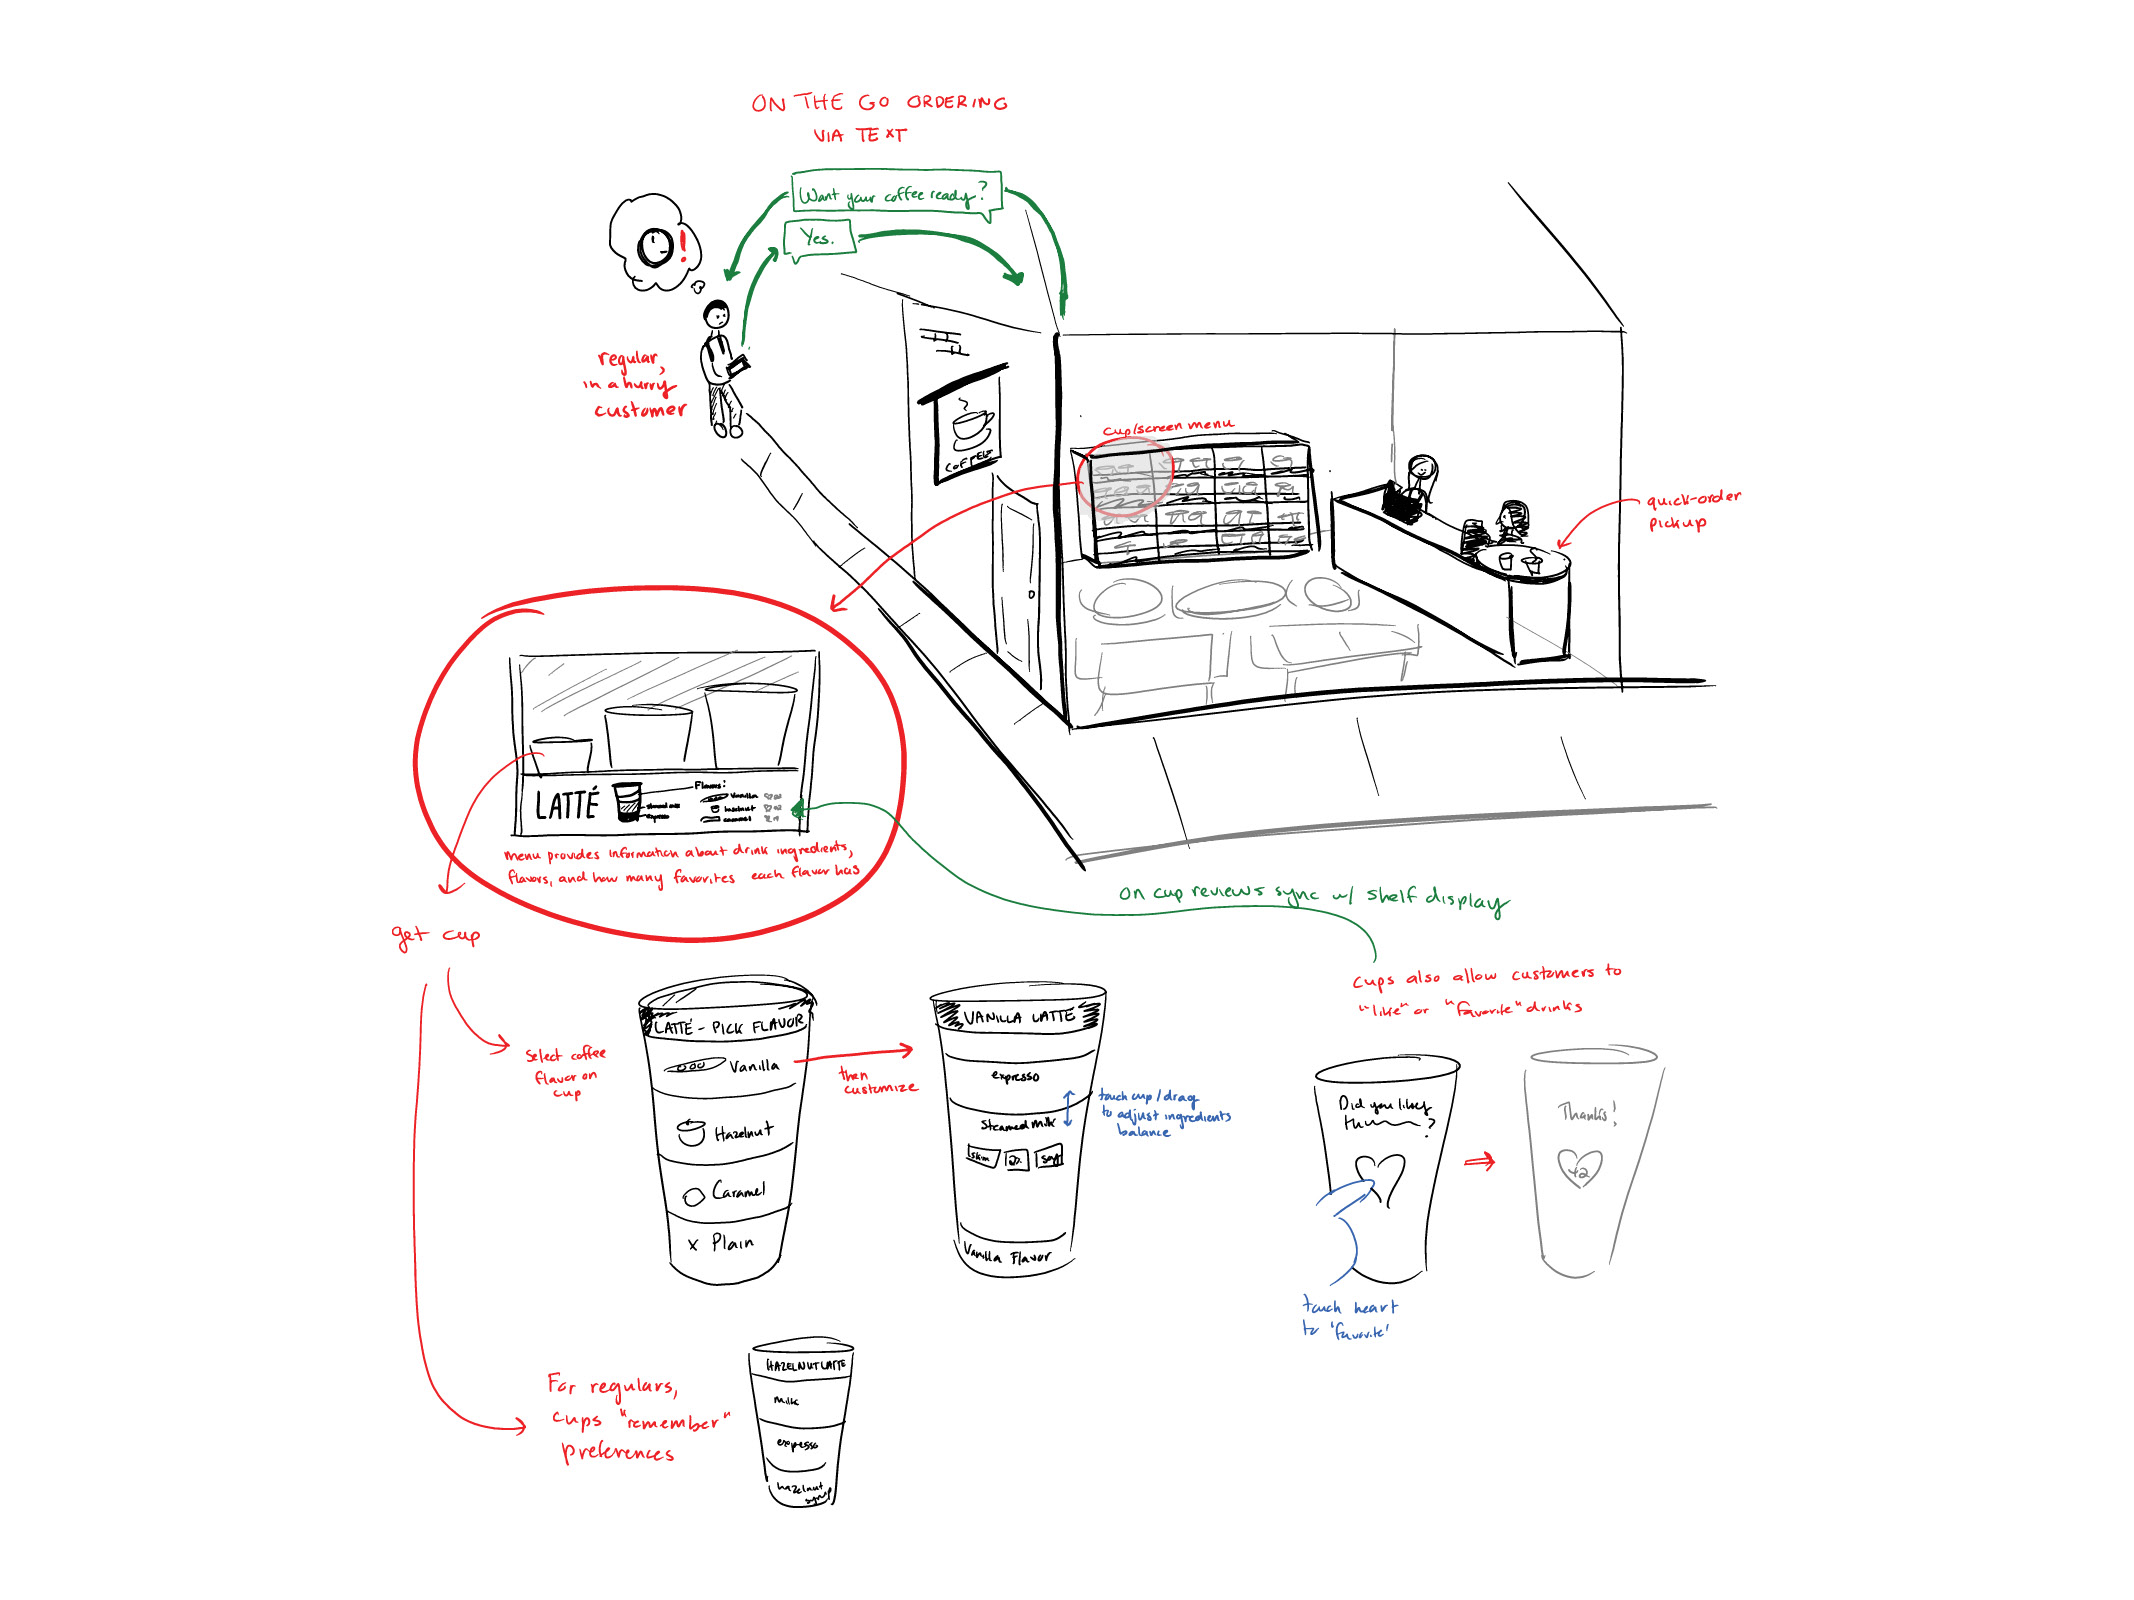 ON THE GO ORDERING
VIA TEXT
Want your coffee ready?
Yes.
!
regular,
in a hurry
customer
COFFEE
cup/screen menu
quick-order
pickup
LATTÉ
Flavors:
Vanilla
hazelnut
caramel
steamed milk
expresso
menu provides information about drink ingredients,
flavors, and how many favorites each flavor has
On cup reviews sync w/ shelf display
get cup
cups also allow customers to
"like" or "favorite" drinks
Select coffee
flavor on
cup
LATTÉ - PICK FLAVOR
Vanilla
Hazelnut
Caramel
x Plain
then
customize
VANILLA LATTÉ
expresso
Steamed Milk
skim
2%
soy
Vanilla Flavor
touch cup/drag
to adjust ingredients
balance
Did you like
?
Thanks!
42
touch heart
to 'favorite'
For regulars,
cups "remember"
preferences
HAZELNUT LATTE
milk
expresso
hazelnut
syrup